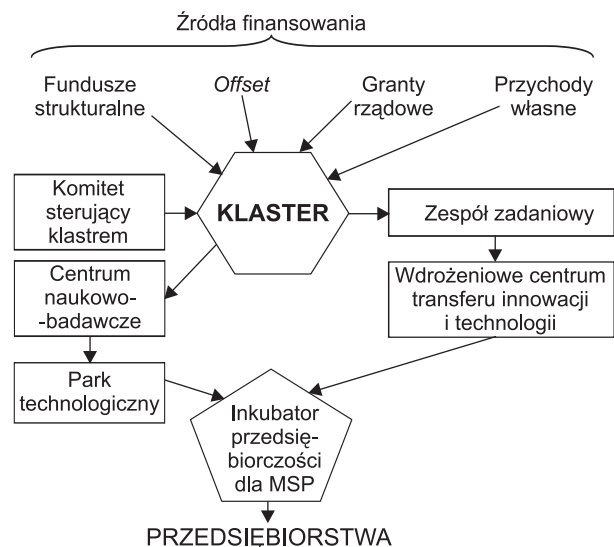 Źródła finansowania
Fundusze
strukturalne
Offset
Granty
rządowe
Przychody
własne
Komitet
sterujący
klastrem
KLASTER
Zespół zadaniowy
Centrum
naukowo-
-badawcze
Wdrożeniowe centrum
transferu innowacji
i technologii
Park
technologiczny
Inkubator
przedsię-
biorczości
dla MSP
PRZEDSIĘBIORSTWA